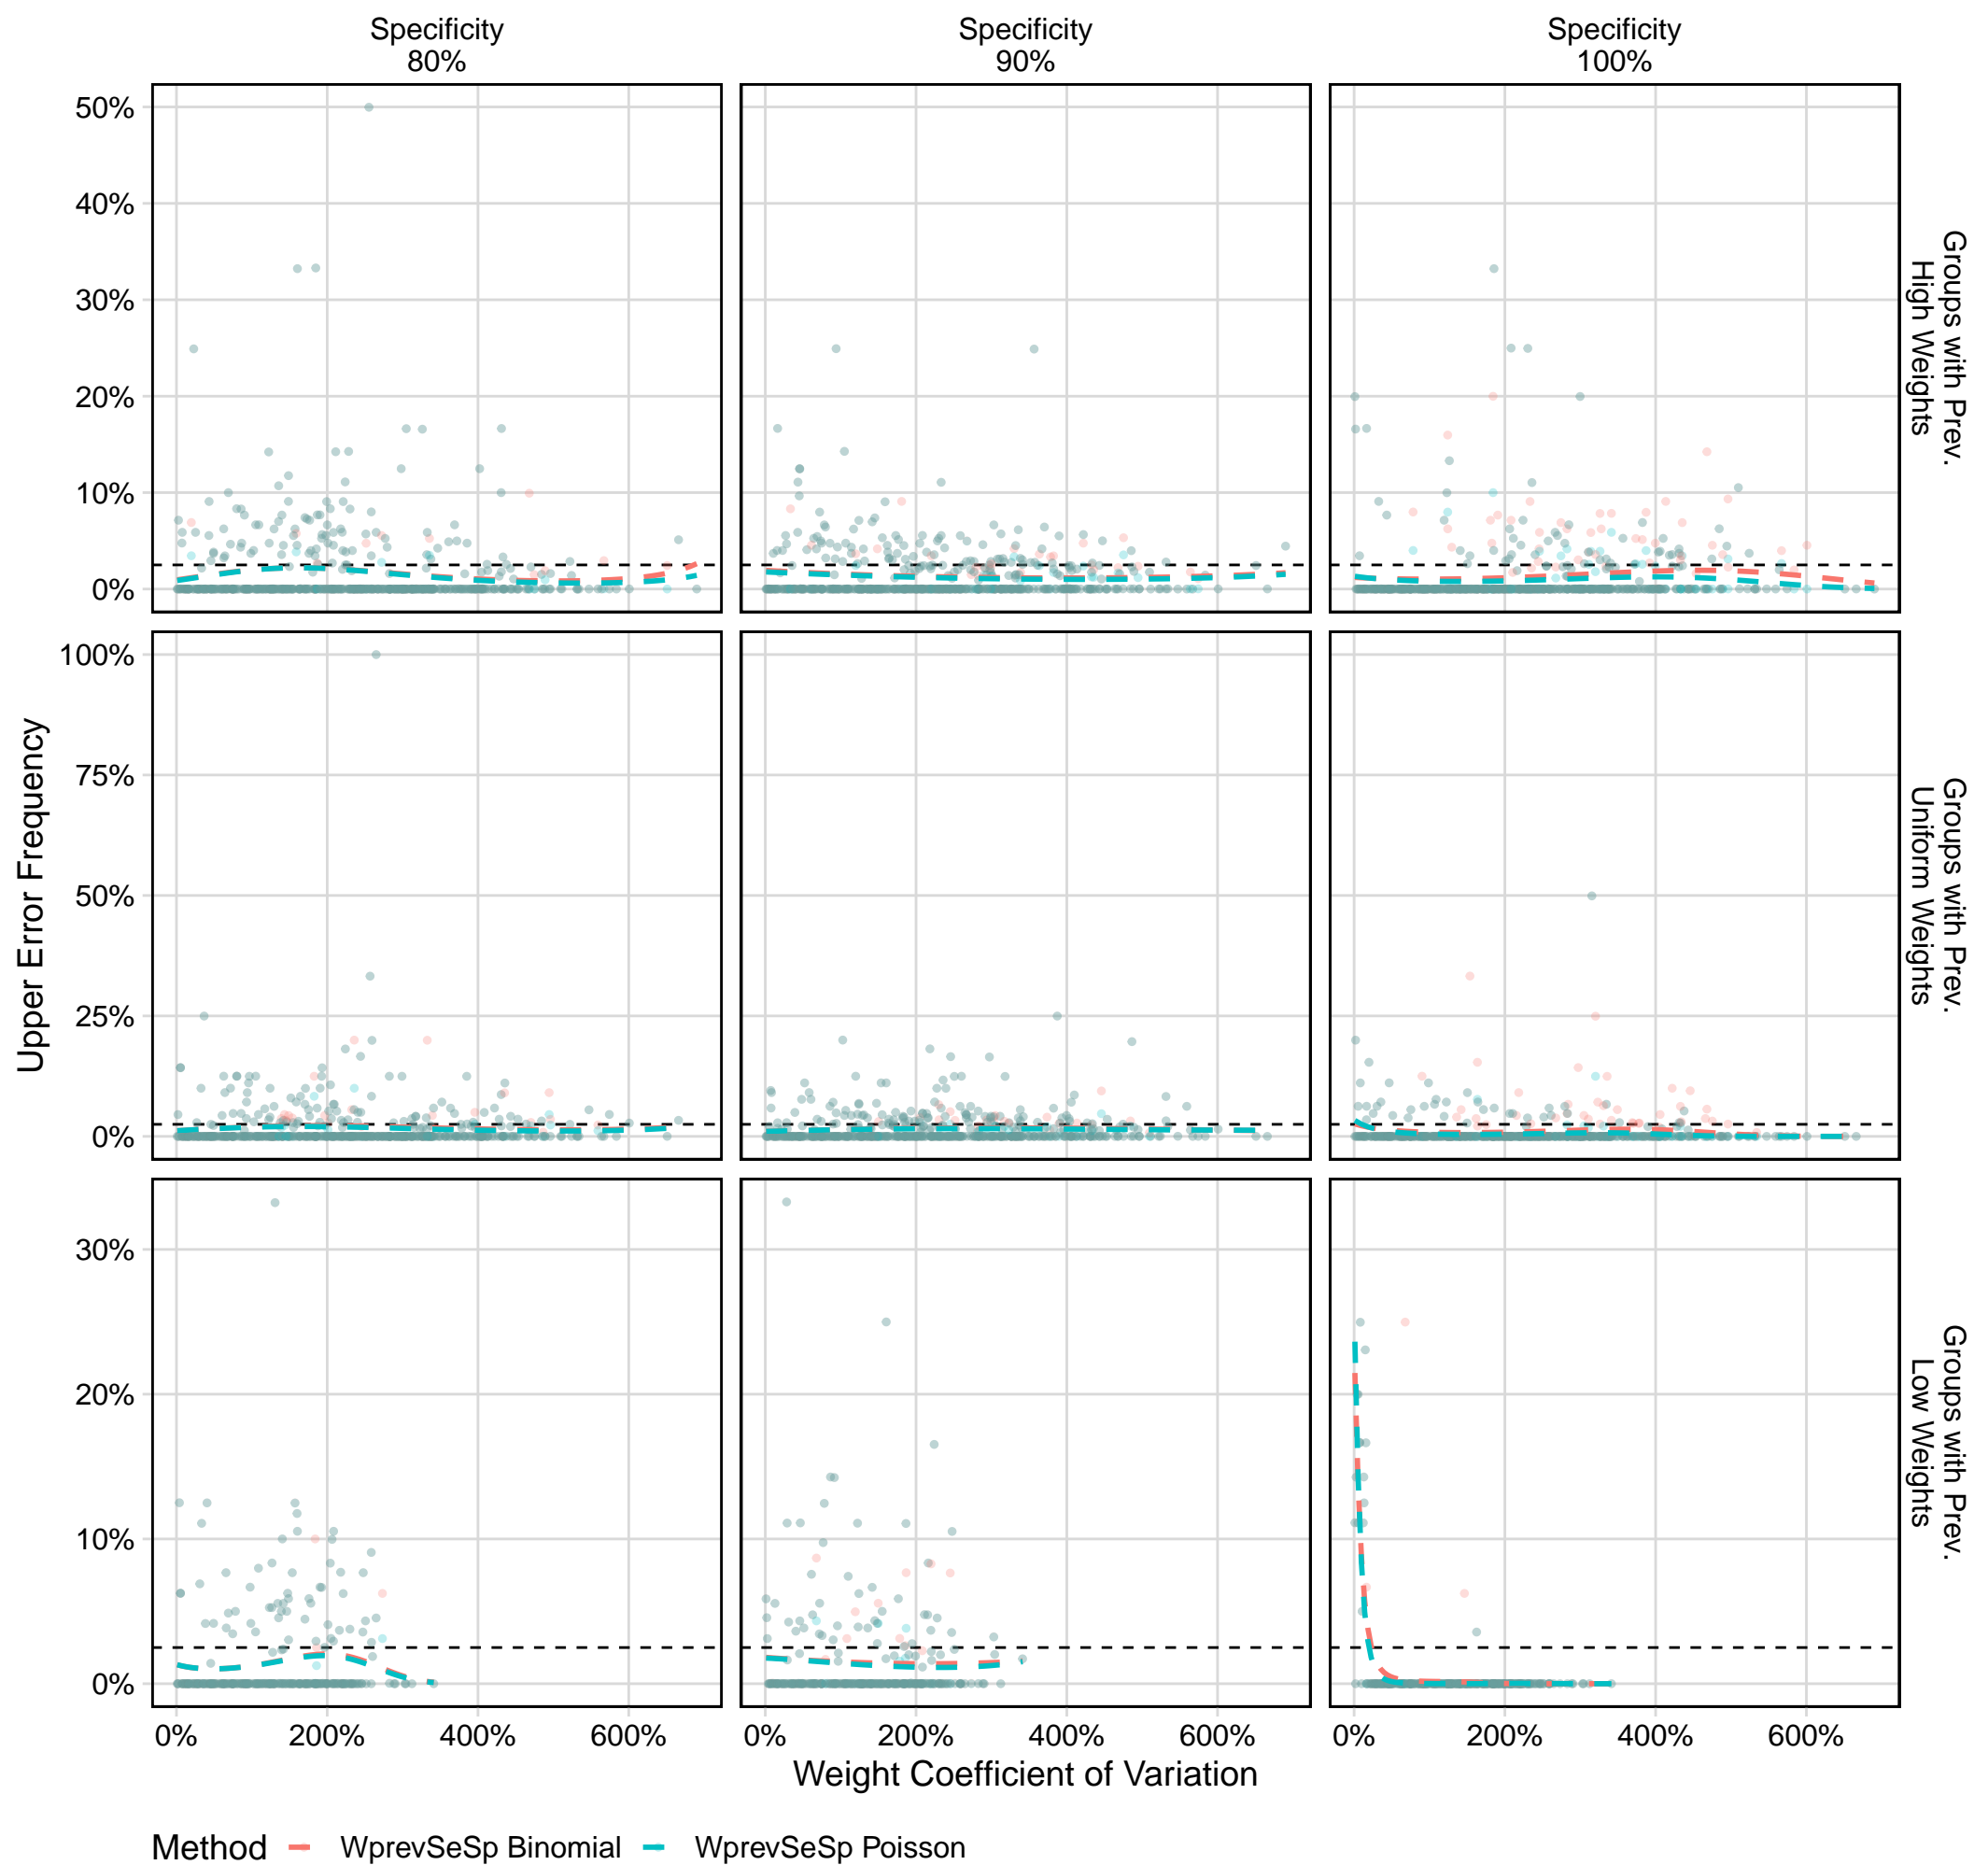 Specificity
80%
Specificity
90%
Specificity
100%
50%
40%
30%
20%
10%
0%
Groups with Prev.
High Weights
100%
75%
50%
25%
0%
Groups with Prev.
Uniform Weights
30%
20%
10%
0%
Groups with Prev.
Low Weights
Upper Error Frequency
0% 200% 400% 600%
0% 200% 400% 600%
0% 200% 400% 600%
Weight Coefficient of Variation
Method WprevSeSp Binomial WprevSeSp Poisson